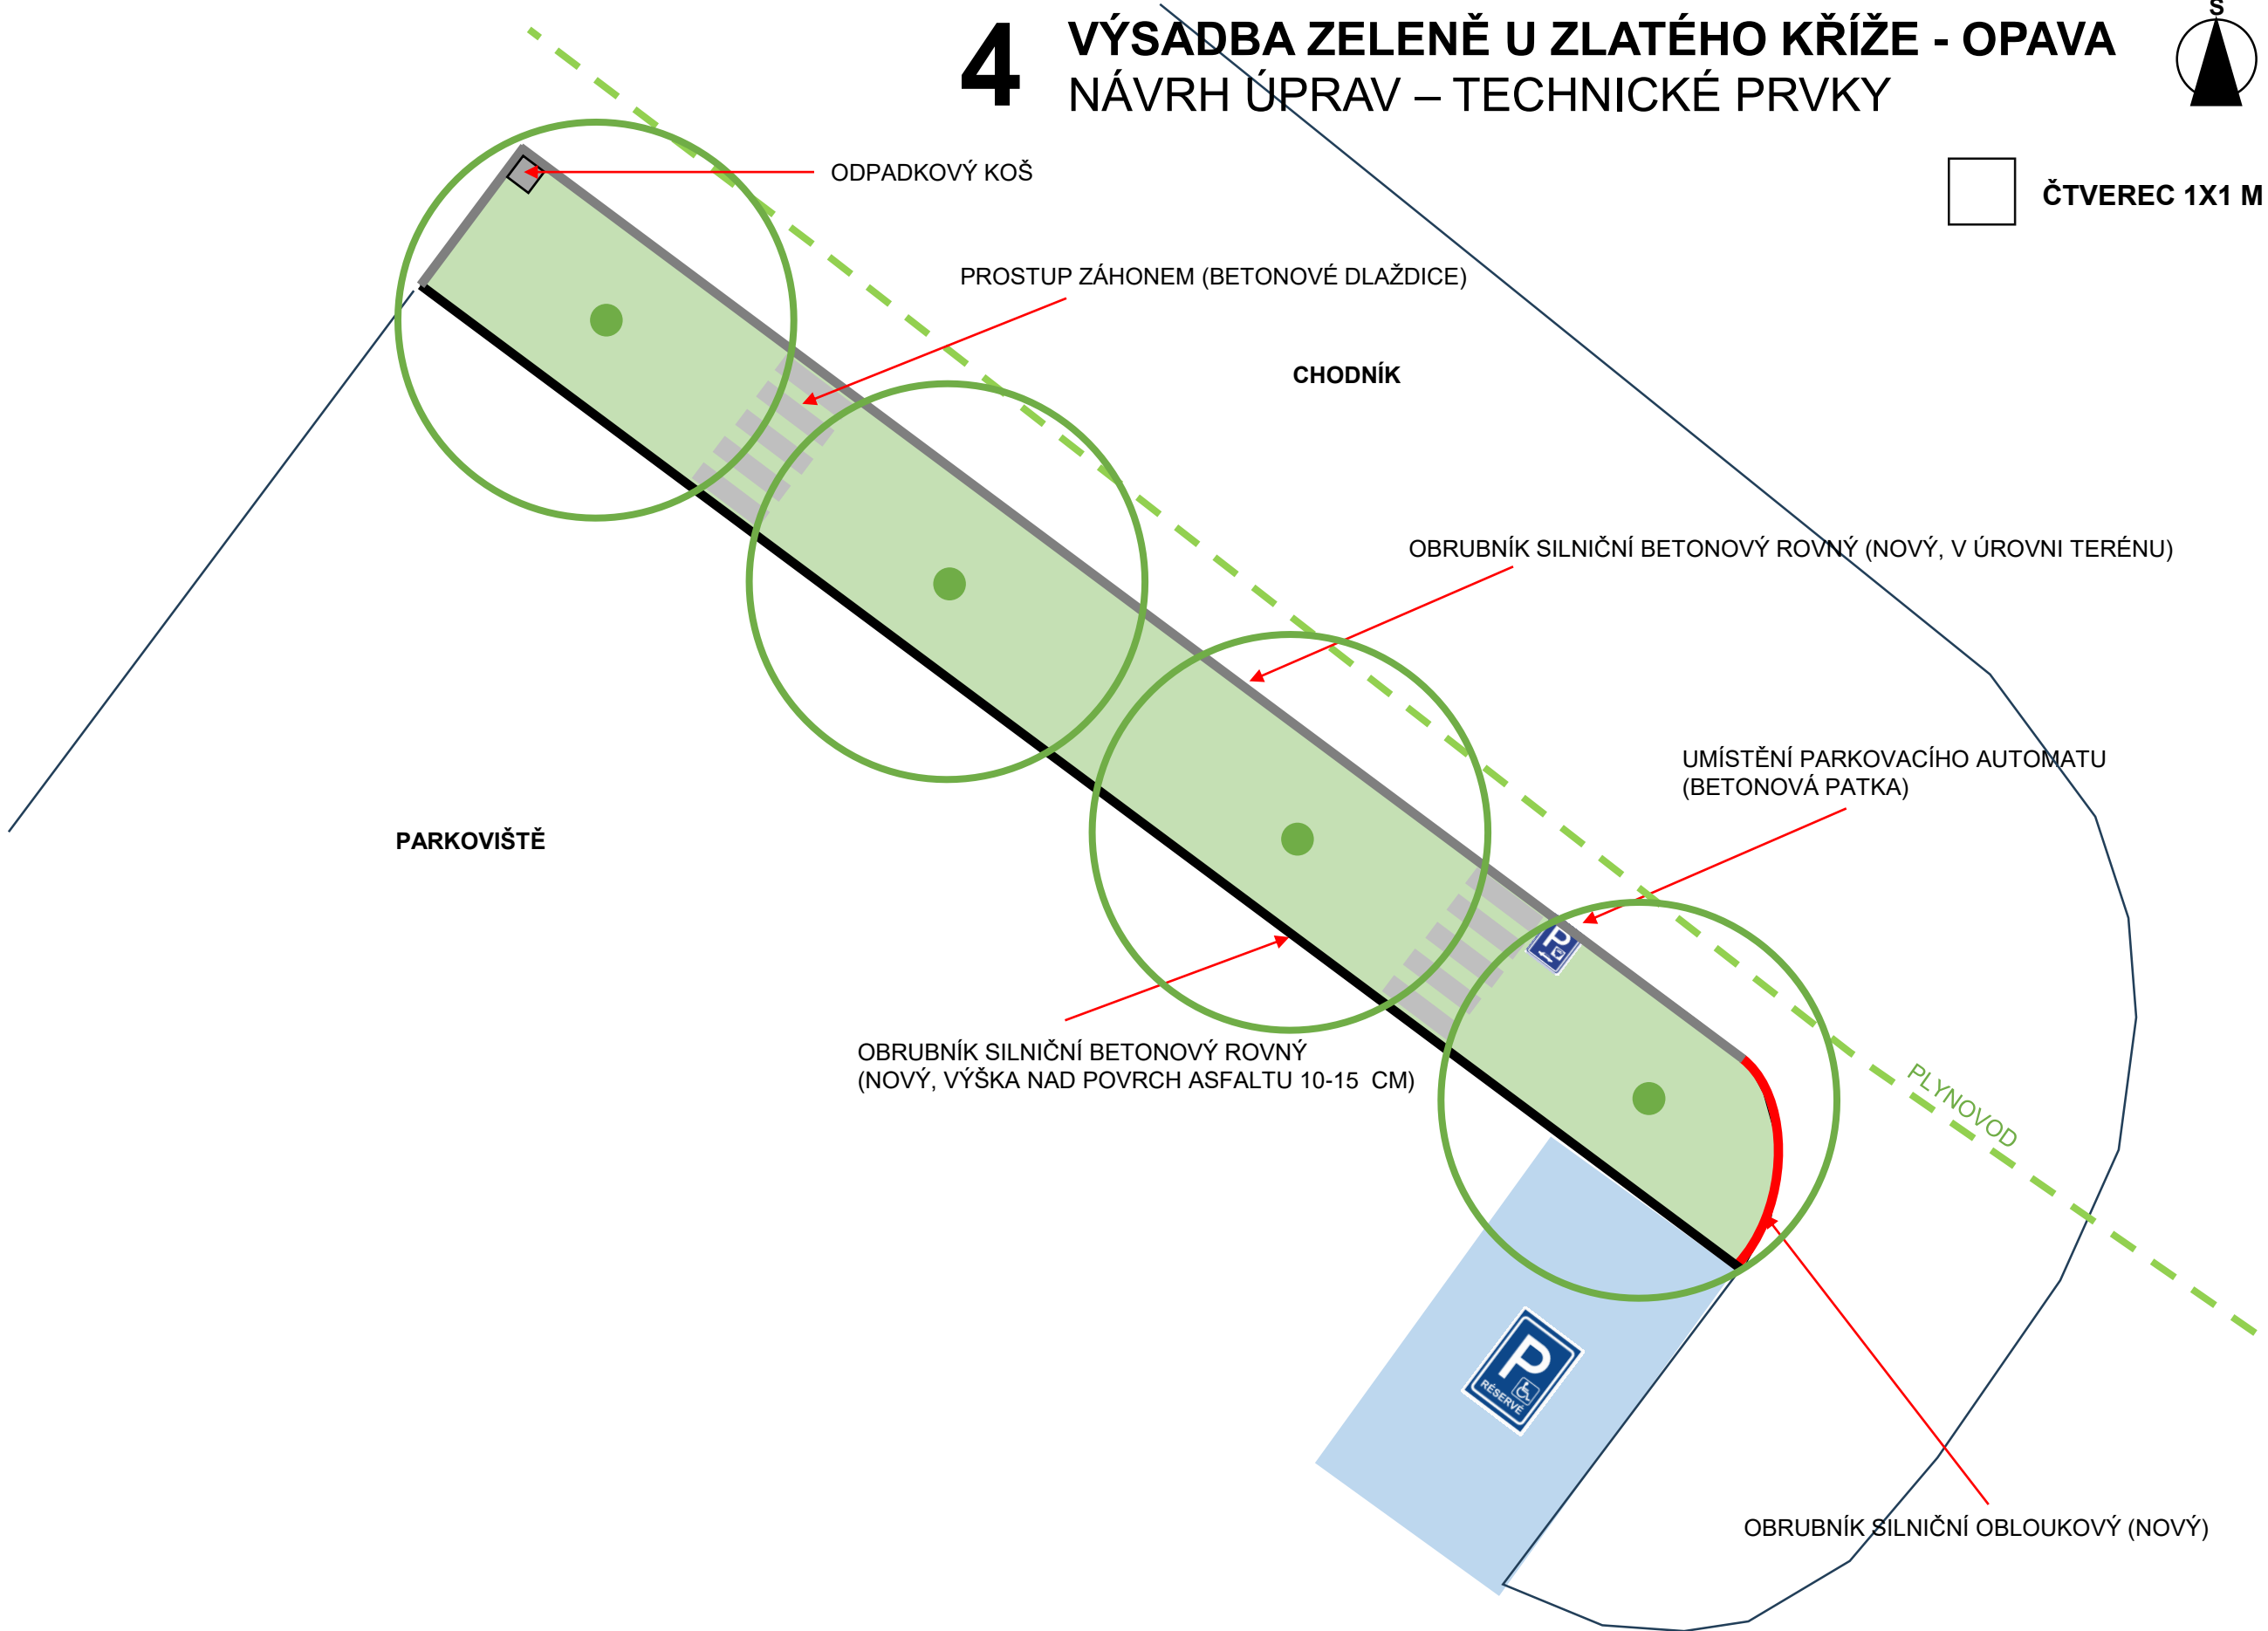 4
VÝSADBA ZELENĚ U ZLATÉHO KŘÍŽE - OPAVA
NÁVRH ÚPRAV – TECHNICKÉ PRVKY
S
ČTVEREC 1X1 M
ODPADKOVÝ KOŠ
PROSTUP ZÁHONEM (BETONOVÉ DLAŽDICE)
CHODNÍK
OBRUBNÍK SILNIČNÍ BETONOVÝ ROVNÝ (NOVÝ, V ÚROVNI TERÉNU)
UMÍSTĚNÍ PARKOVACÍHO AUTOMATU
(BETONOVÁ PATKA)
PARKOVIŠTĚ
P
OBRUBNÍK SILNIČNÍ BETONOVÝ ROVNÝ
(NOVÝ, VÝŠKA NAD POVRCH ASFALTU 10-15 CM)
PLYNOVOD
P
RÉSERVÉ
OBRUBNÍK SILNIČNÍ OBLOUKOVÝ (NOVÝ)